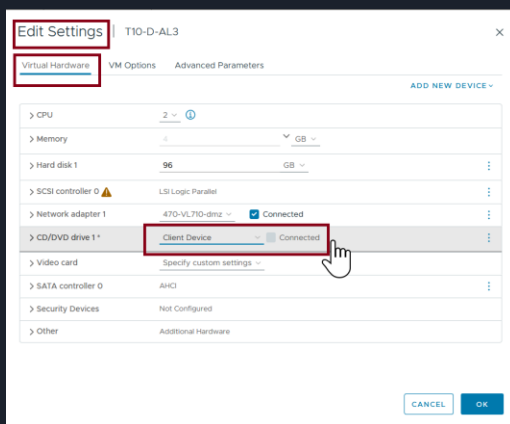 Edit Settings | T10-D-AL3
Virtual Hardware VM Options Advanced Parameters
ADD NEW DEVICE
CPU 2
Memory 4 GB
Hard disk 1 96 GB
SCSI controller 0 LSI Logic Parallel
Network adapter 1 470-VL710-dmz Connected
CD/DVD drive 1 * Client Device Connected
Video card Specify custom settings
SATA controller 0 AHCI
Security Devices Not Configured
Other Additional Hardware
CANCEL OK